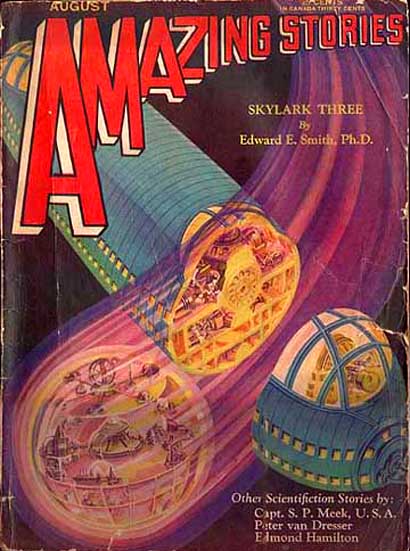 AUGUST
CENTS
IN CANADA THIRTY CENTS
AMAZING STORIES
SKYLARK THREE
By
Edward E. Smith, Ph.D.
Other Scientifiction Stories by:
Capt. S. P. Meek, U. S. A.
Peter van Dresser
Edmond Hamilton